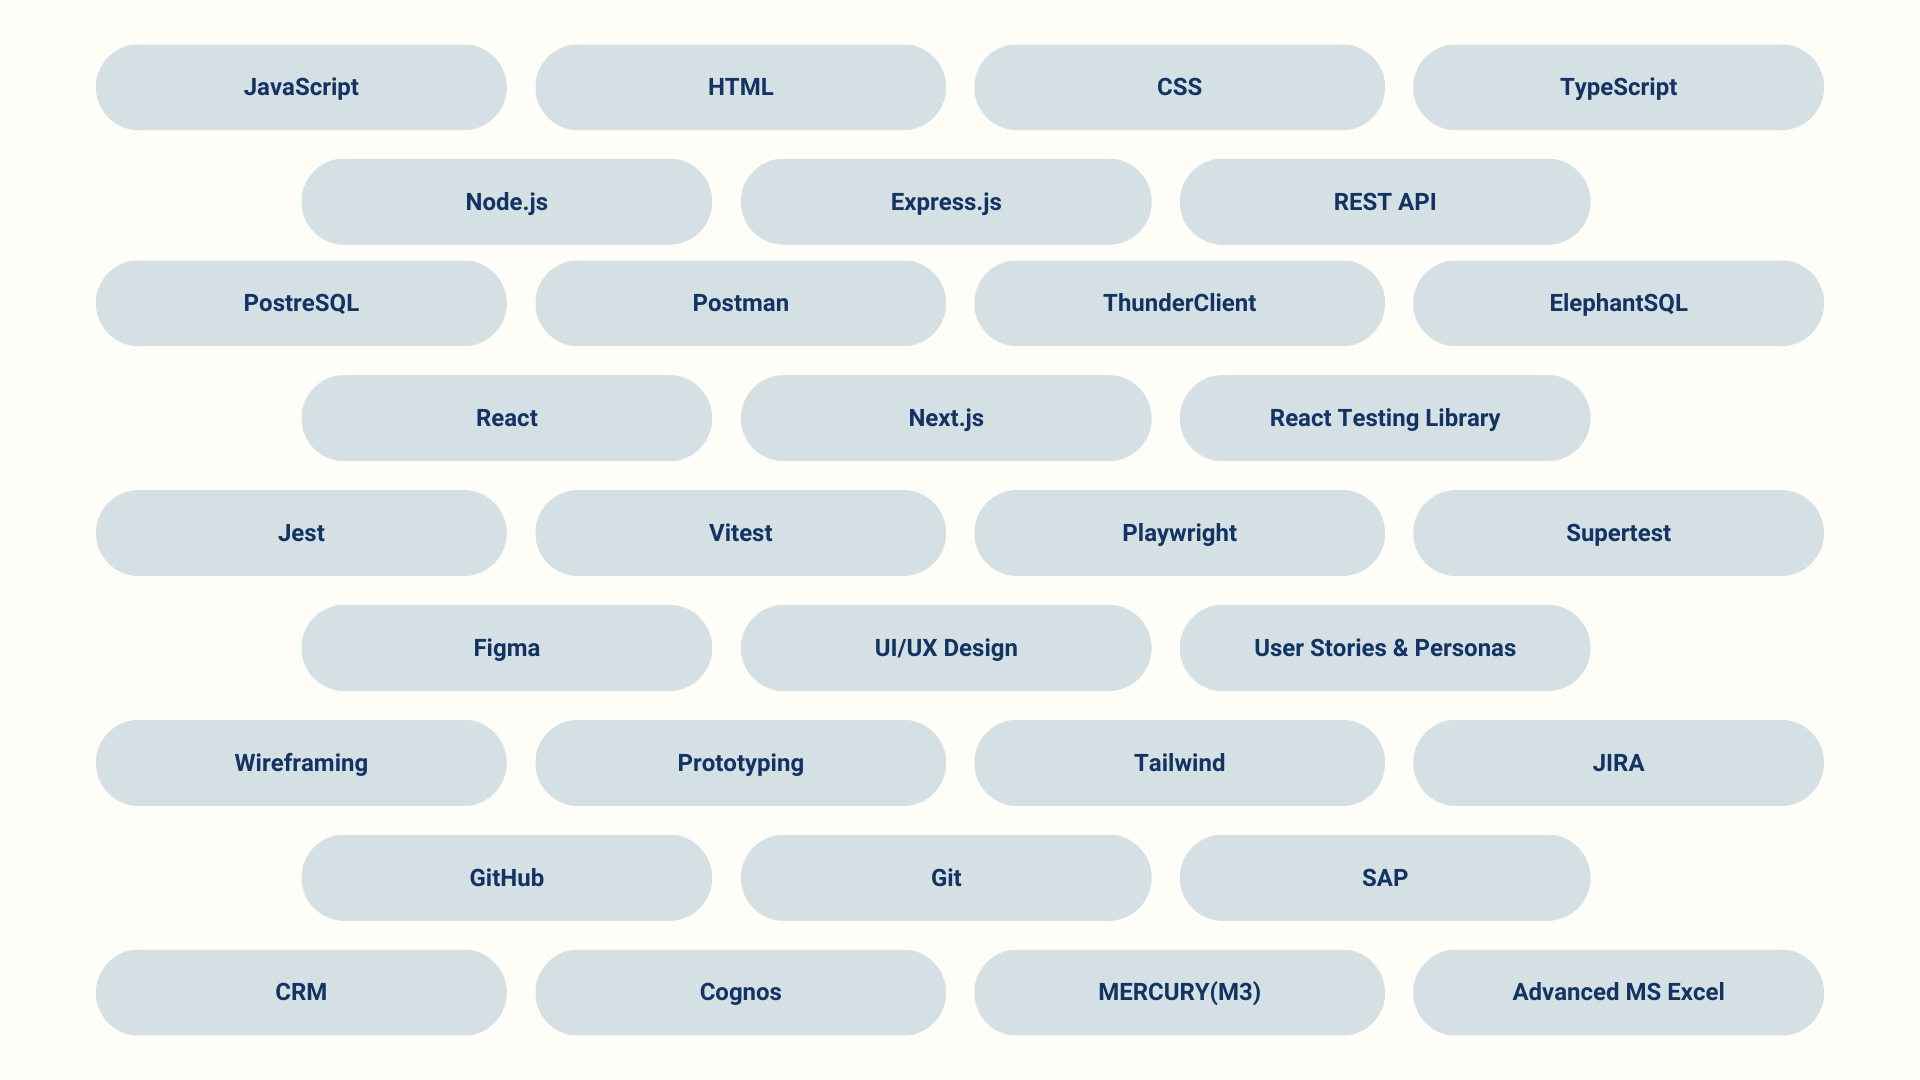 JavaScript
HTML
CSS
TypeScript
Node.js
Express.js
REST API
PostreSQL
Postman
ThunderClient
ElephantSQL
React
Next.js
React Testing Library
Jest
Vitest
Playwright
Supertest
Figma
UI/UX Design
User Stories & Personas
Wireframing
Prototyping
Tailwind
JIRA
GitHub
Git
SAP
CRM
Cognos
MERCURY(M3)
Advanced MS Excel